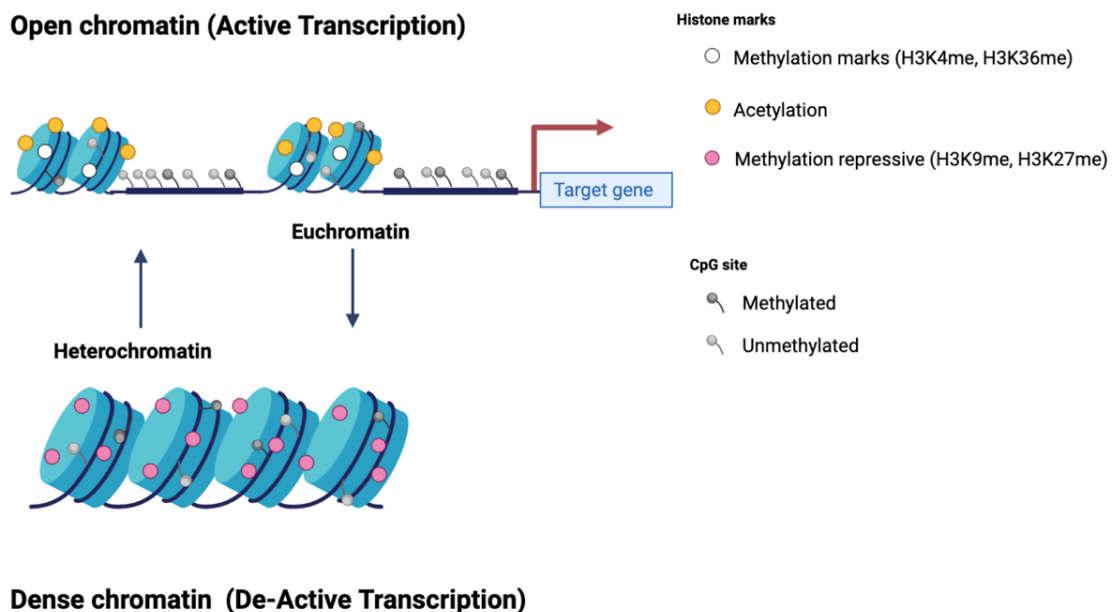 Open chromatin (Active Transcription)
Histone marks
Methylation marks (H3K4me, H3K36me)
Acetylation
Methylation repressive (H3K9me, H3K27me)
Target gene
Euchromatin
CpG site
Methylated
Unmethylated
Heterochromatin
Dense chromatin (De-Active Transcription)